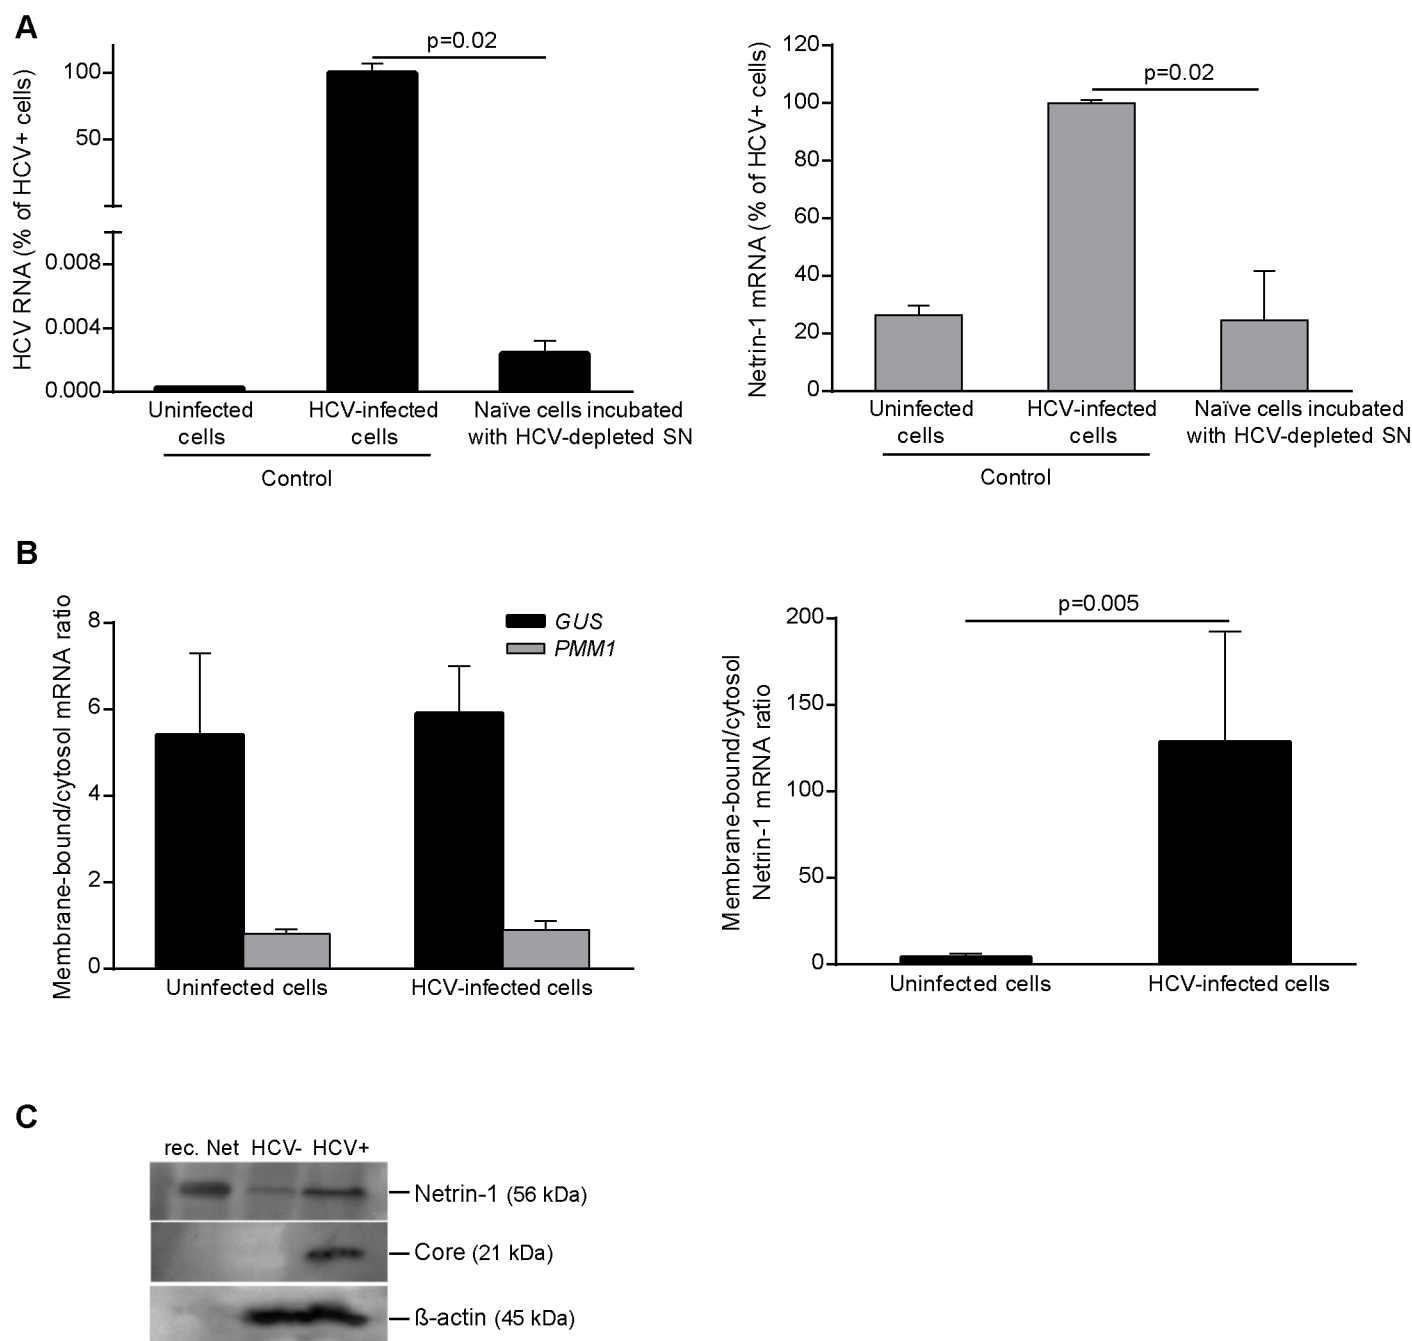 A
HCV RNA (% of HCV+ cells)
100
50
0.008
0.004
0.000
p=0.02
Uninfected
cells
HCV-infected
cells
Naïve cells incubated
with HCV-depleted SN
Control
Netrin-1 mRNA (% of HCV+ cells)
120
100
80
60
40
20
0
p=0.02
Uninfected
cells
HCV-infected
cells
Naïve cells incubated
with HCV-depleted SN
Control
B
Membrane-bound/cytosol mRNA ratio
8
6
4
2
0
GUS
PMM1
Uninfected cells
HCV-infected cells
Membrane-bound/cytosol
Netrin-1 mRNA ratio
200
150
100
50
0
p=0.005
Uninfected cells
HCV-infected cells
C
rec. Net HCV- HCV+
Netrin-1 (56 kDa)
Core (21 kDa)
ß-actin (45 kDa)